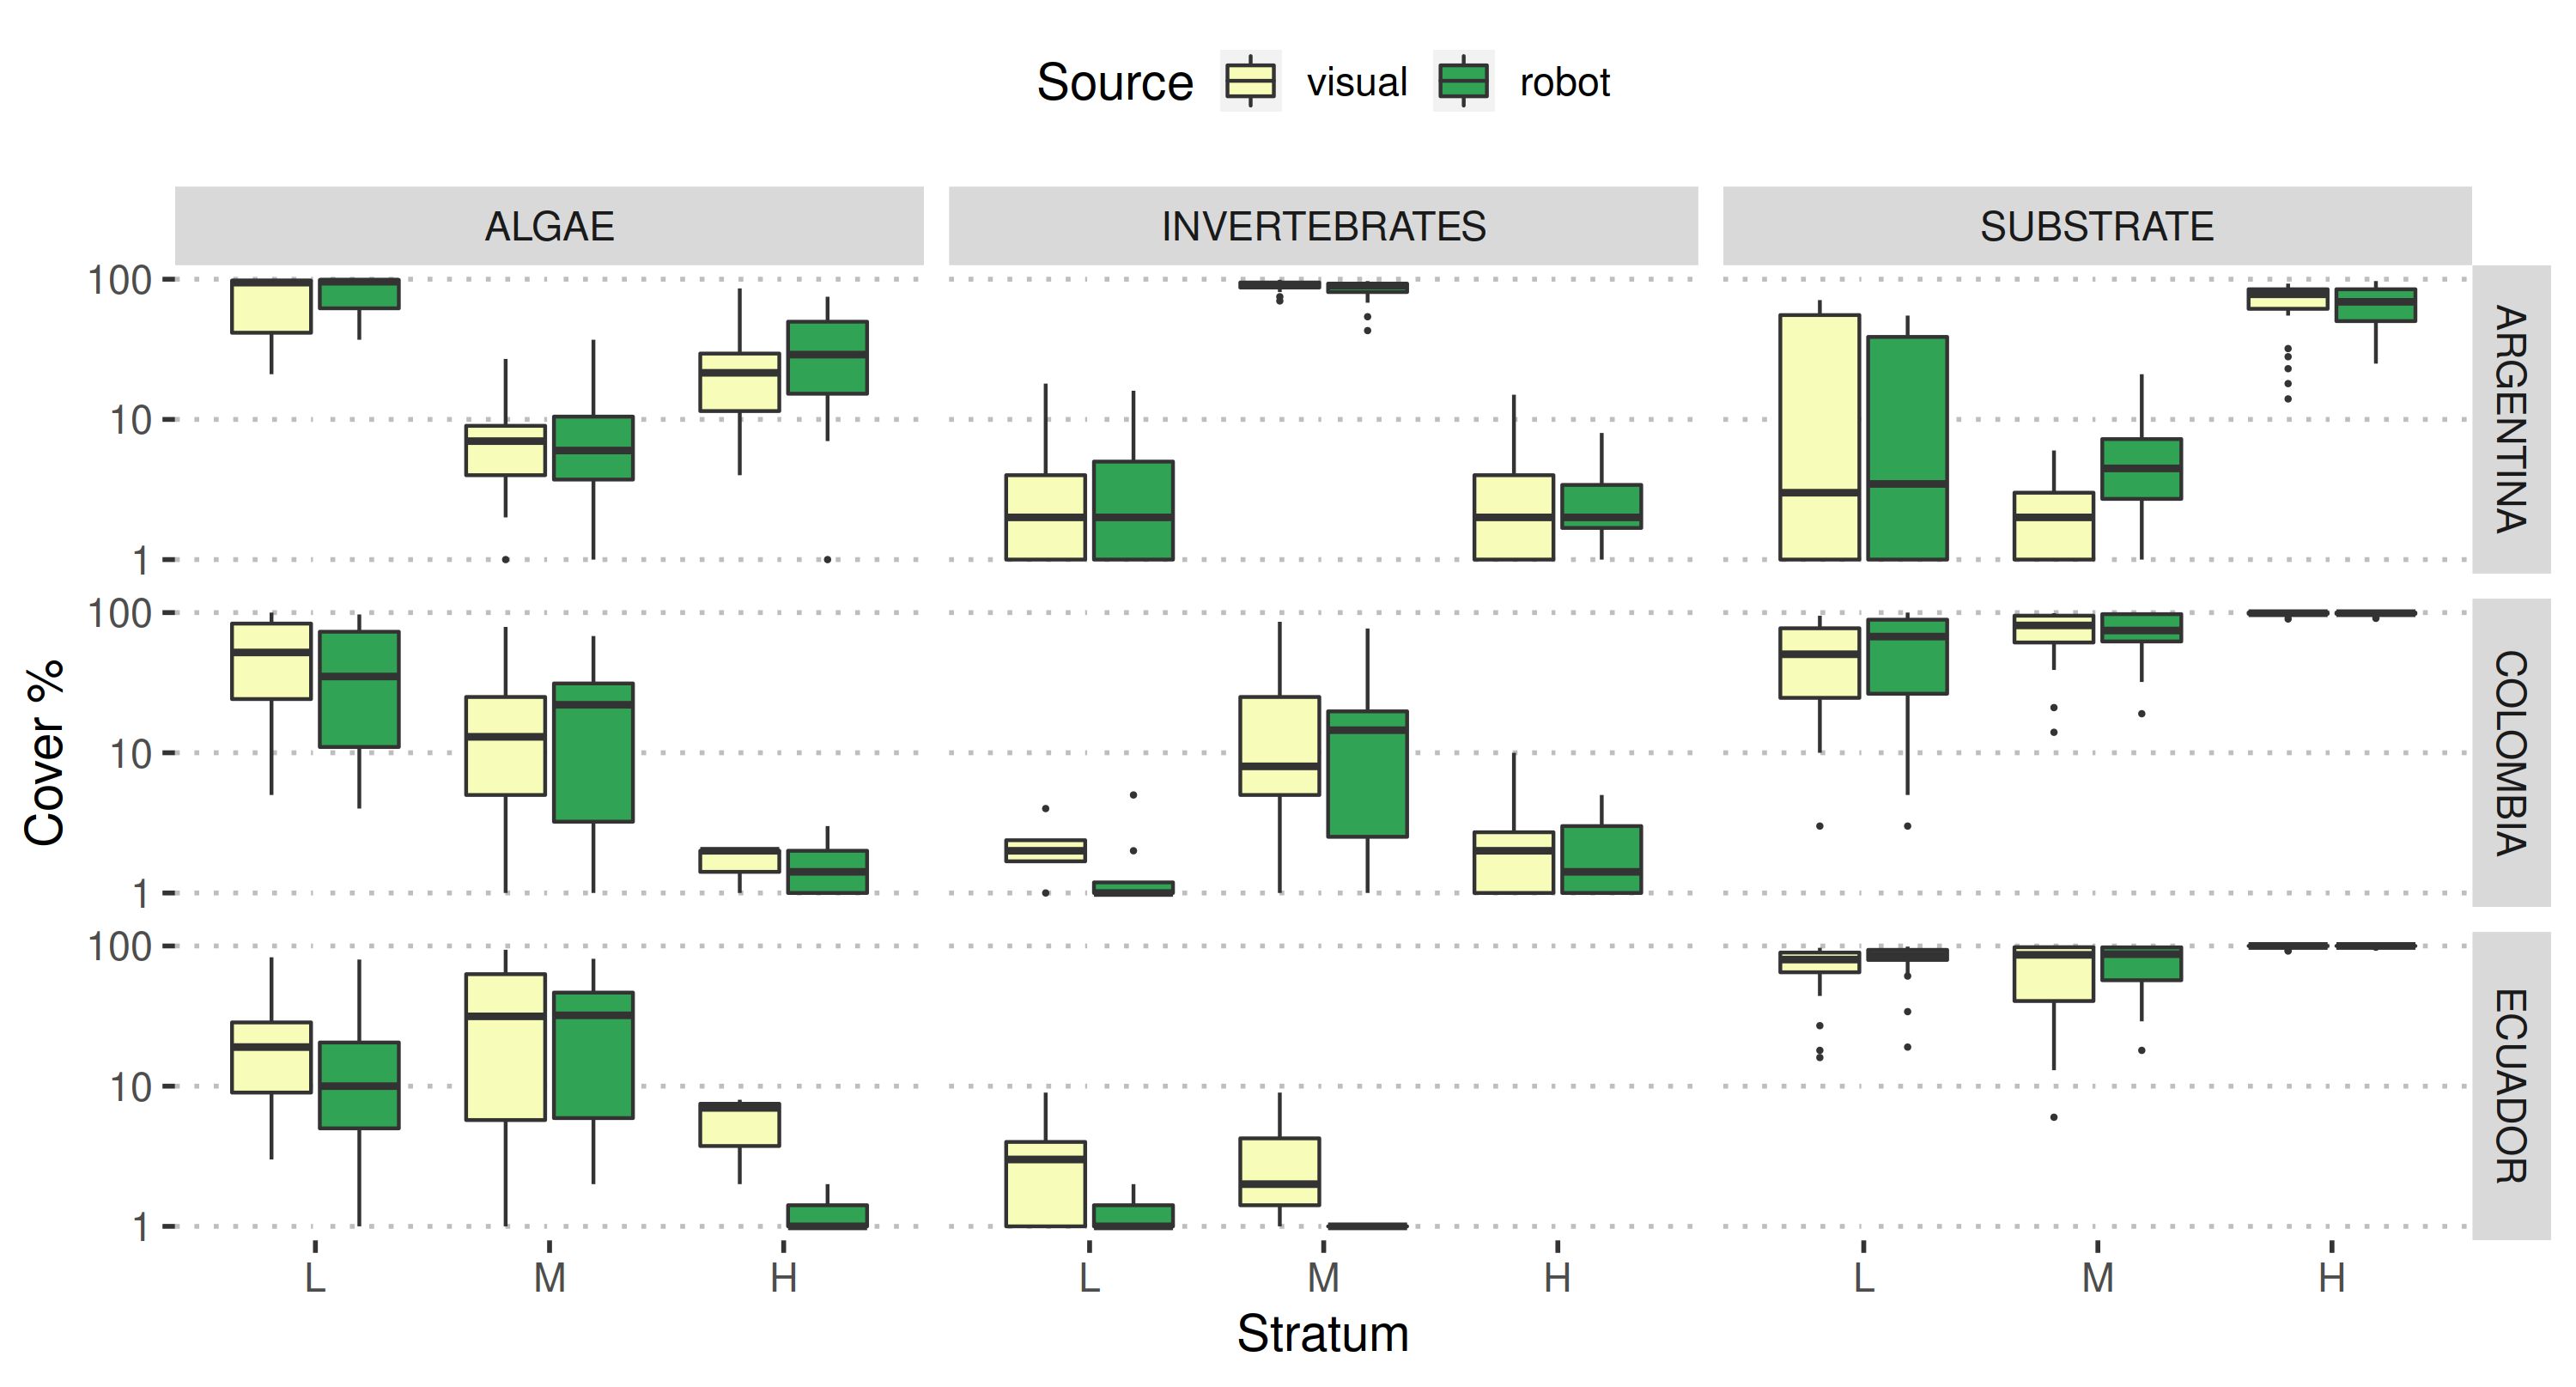 Source visual robot
ALGAE INVERTEBRATES SUBSTRATE
100
10
1
ARGENTINA
100
10
1
COLOMBIA
100
10
1
ECUADOR
Cover %
L M H L M H L M H
Stratum